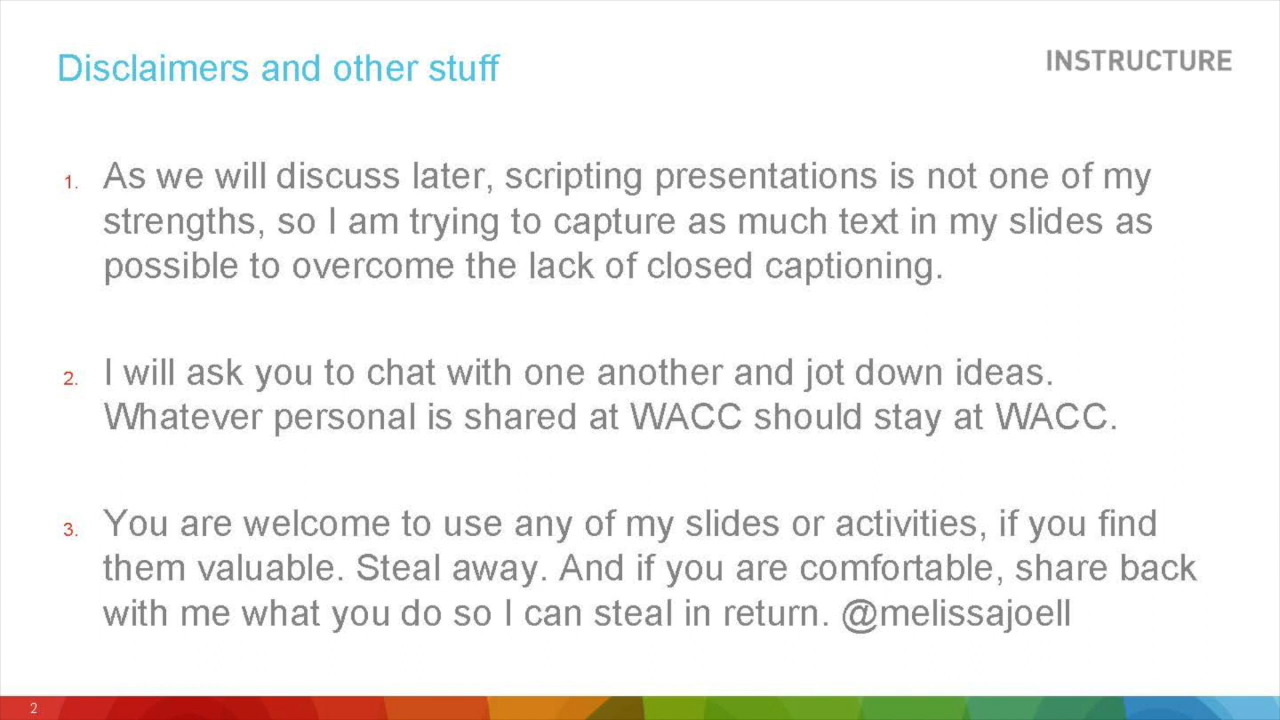 Disclaimers and other stuff
INSTRUCTURE
1. As we will discuss later, scripting presentations is not one of my
strengths, so I am trying to capture as much text in my slides as
possible to overcome the lack of closed captioning.
2. I will ask you to chat with one another and jot down ideas.
Whatever personal is shared at WACC should stay at WACC.
3. You are welcome to use any of my slides or activities, if you find
them valuable. Steal away. And if you are comfortable, share back
with me what you do so I can steal in return. @melissajoell
2